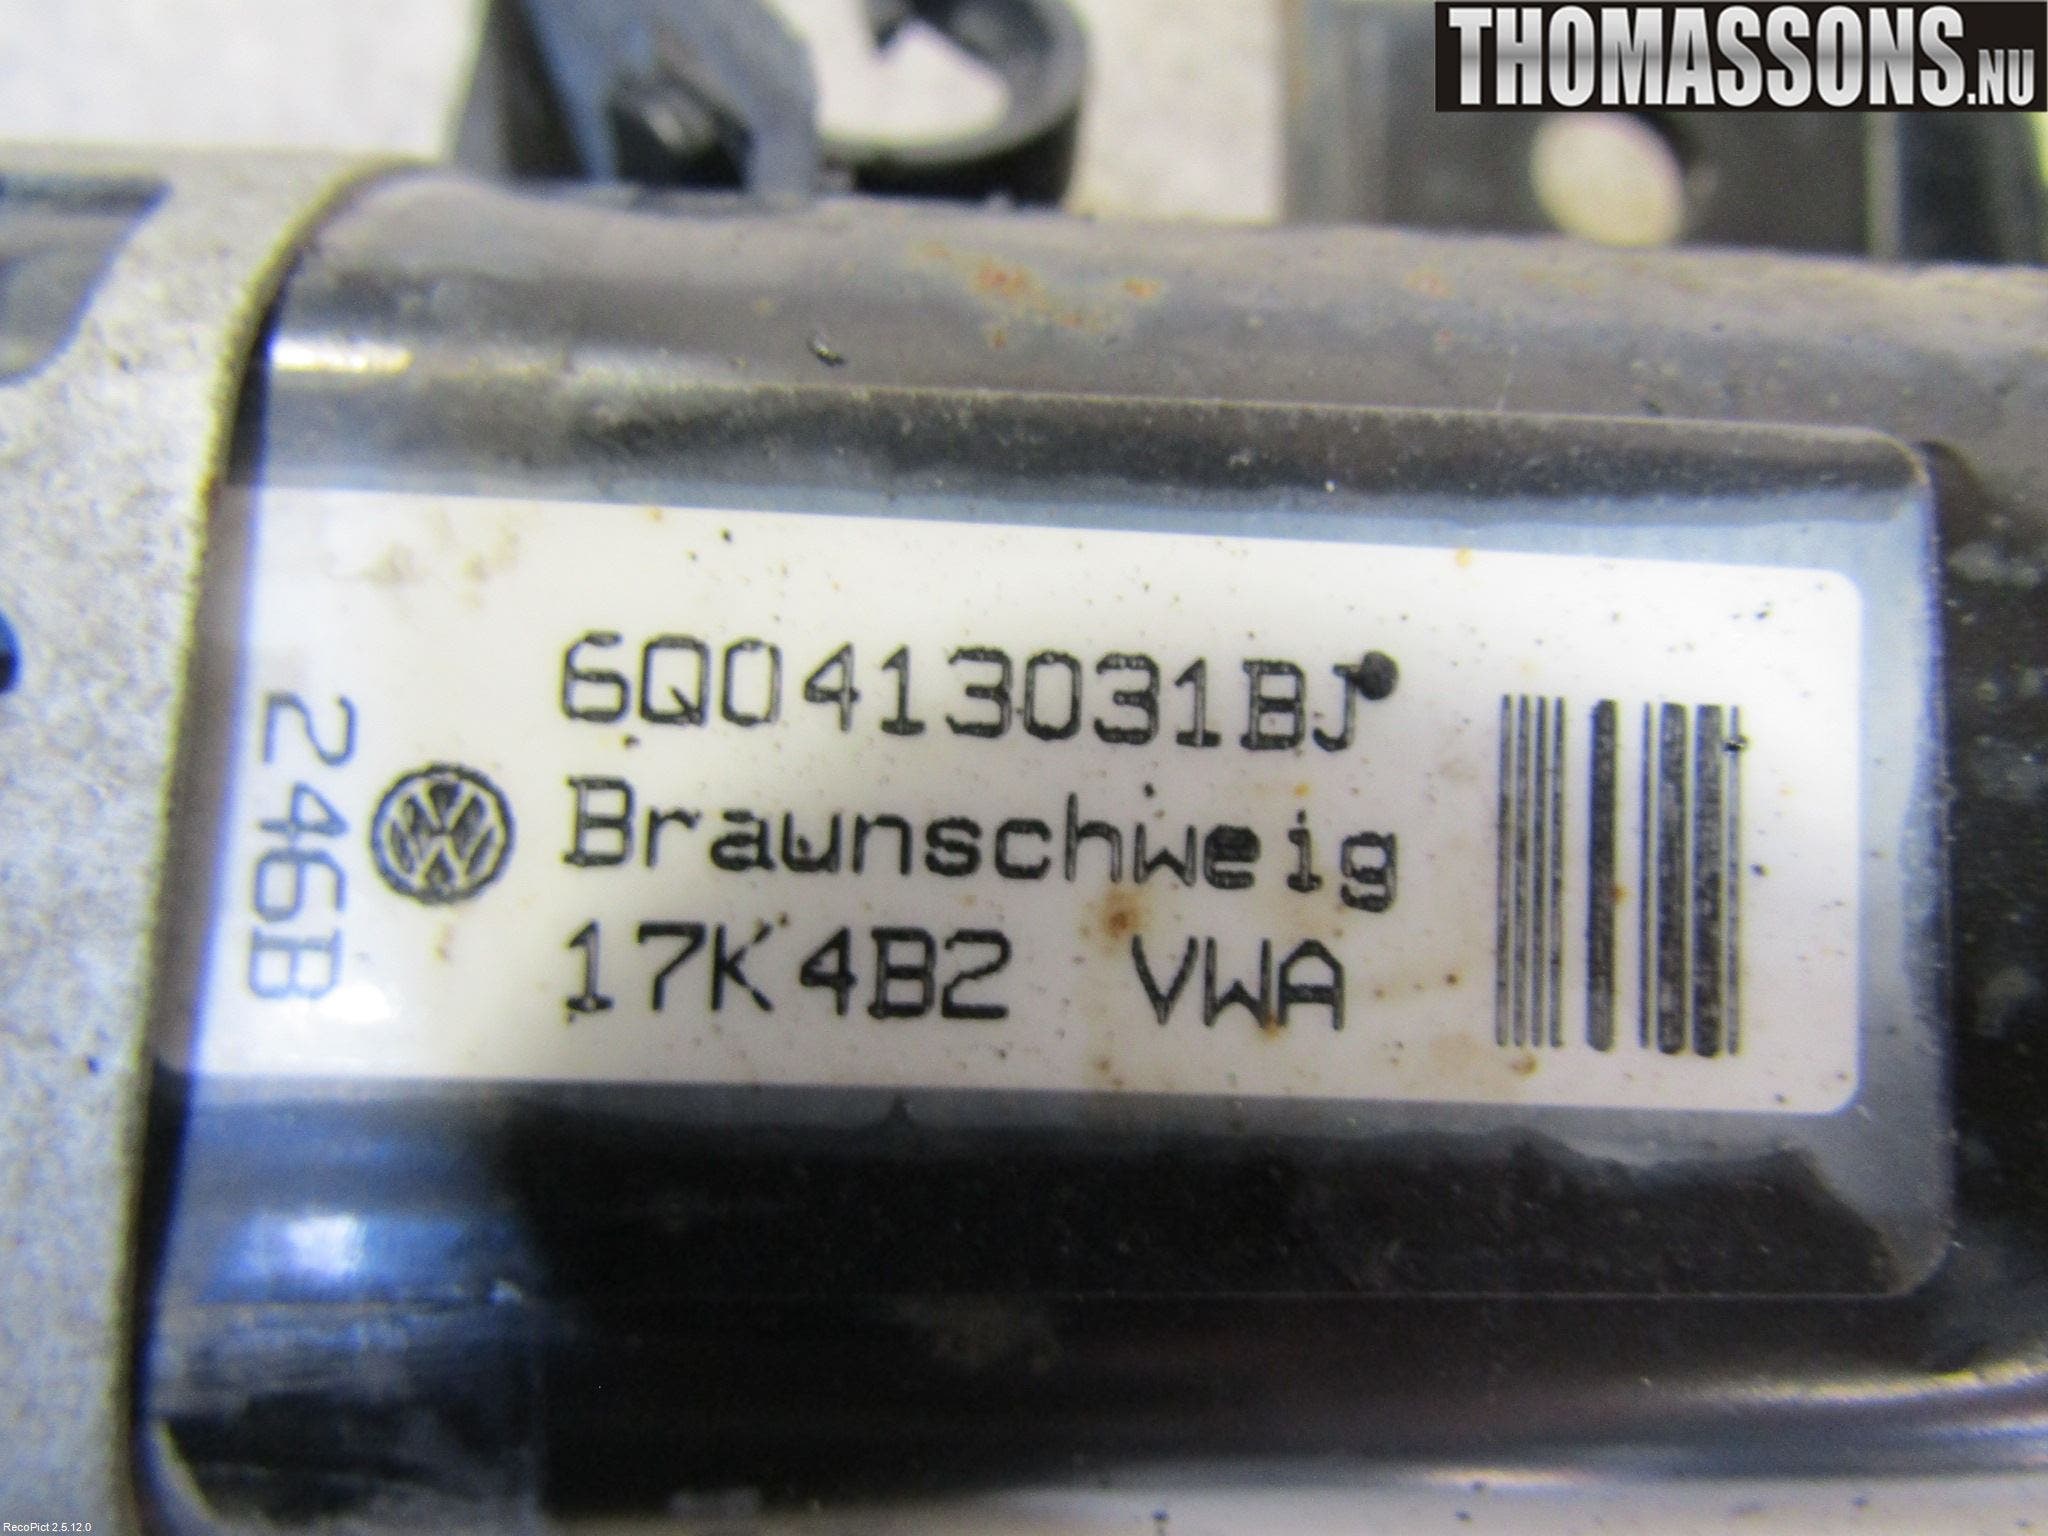 THOMASSONS.NU
6Q0413031BJ
Braunschweig
17K4B2 VWA
246B
RecoPict 2.5.12.0